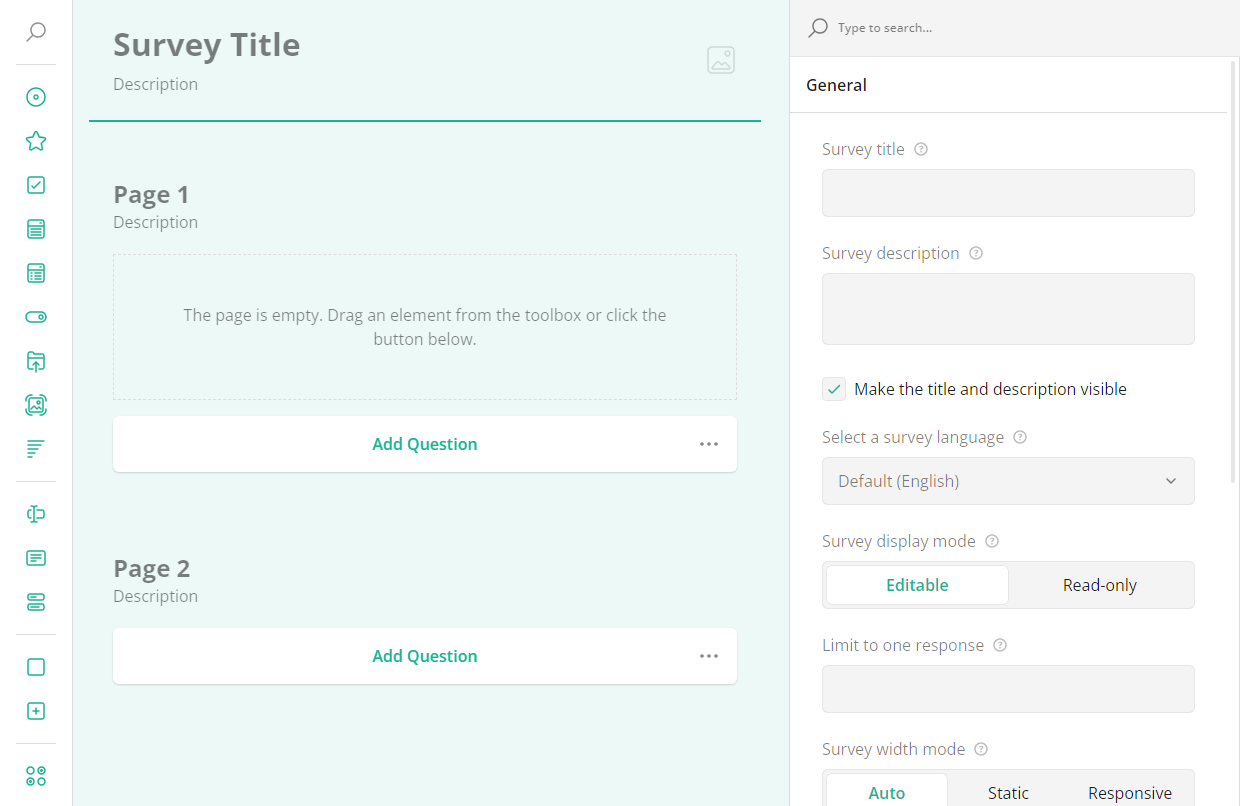 Survey Title
Description
Page 1
Description
The page is empty. Drag an element from the toolbox or click the
button below.
Add Question
Page 2
Description
Add Question
Type to search...
General
Survey title
Survey description
Make the title and description visible
Select a survey language
Default (English)
Survey display mode
Editable Read-only
Limit to one response
Survey width mode
Auto Static Responsive